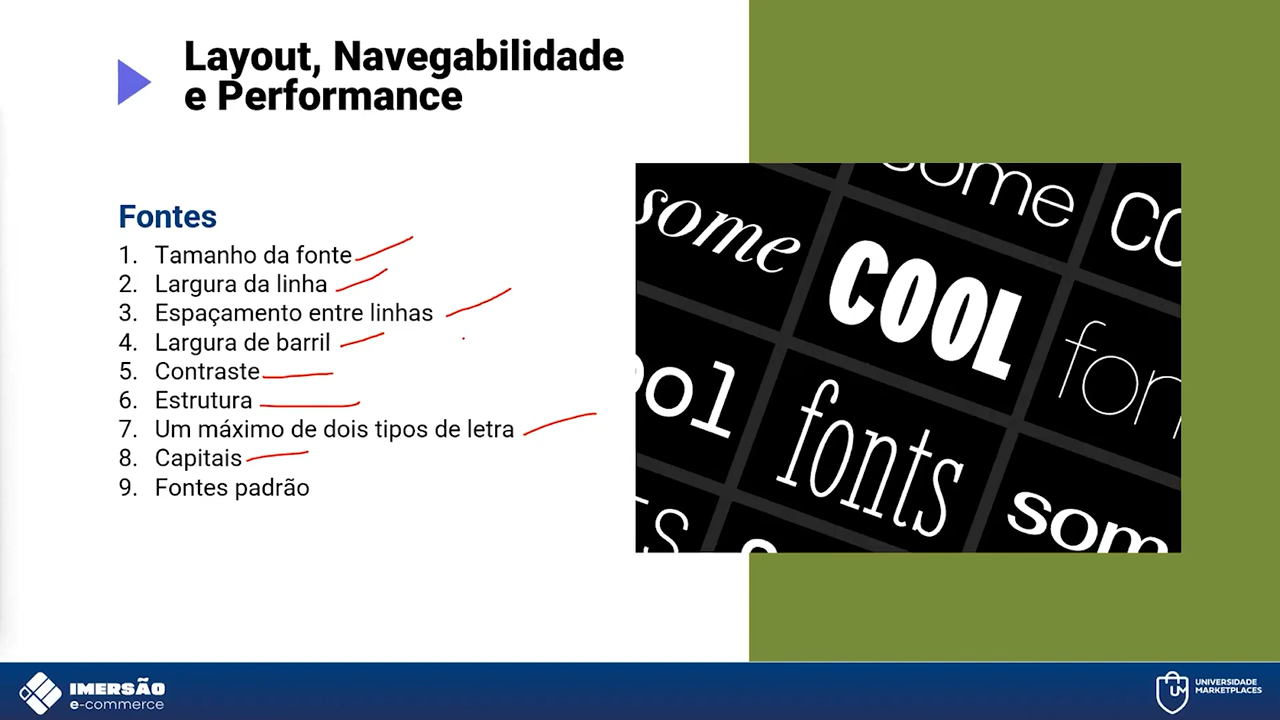 Layout, Navegabilidade
e Performance
Fontes
1. Tamanho da fonte
2. Largura da linha
3. Espaçamento entre linhas
4. Largura de barril
5. Contraste
6. Estrutura
7. Um máximo de dois tipos de letra
8. Capitais
9. Fontes padrão
some
some
COOL
fonts
IMERSÃO
e-commerce
UM
UNIVERSIDADE
MARKETPLACES